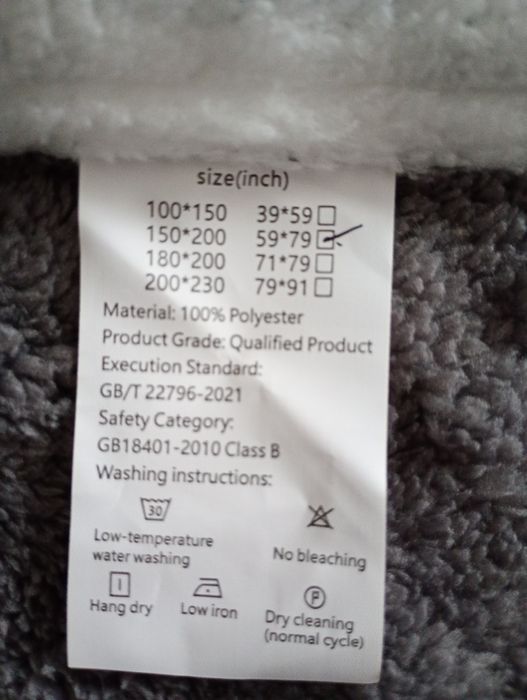 size(inch)
100*150 39*59
150*200 59*79
180*200 71*79
200*230 79*91
Material: 100% Polyester
Product Grade: Qualified Product
Execution Standard:
GB/T 22796-2021
Safety Category:
GB18401-2010 Class B
Washing instructions:
30
Low-temperature
water washing
No bleaching
P
Hang dry
Low iron
Dry cleaning
(normal cycle)